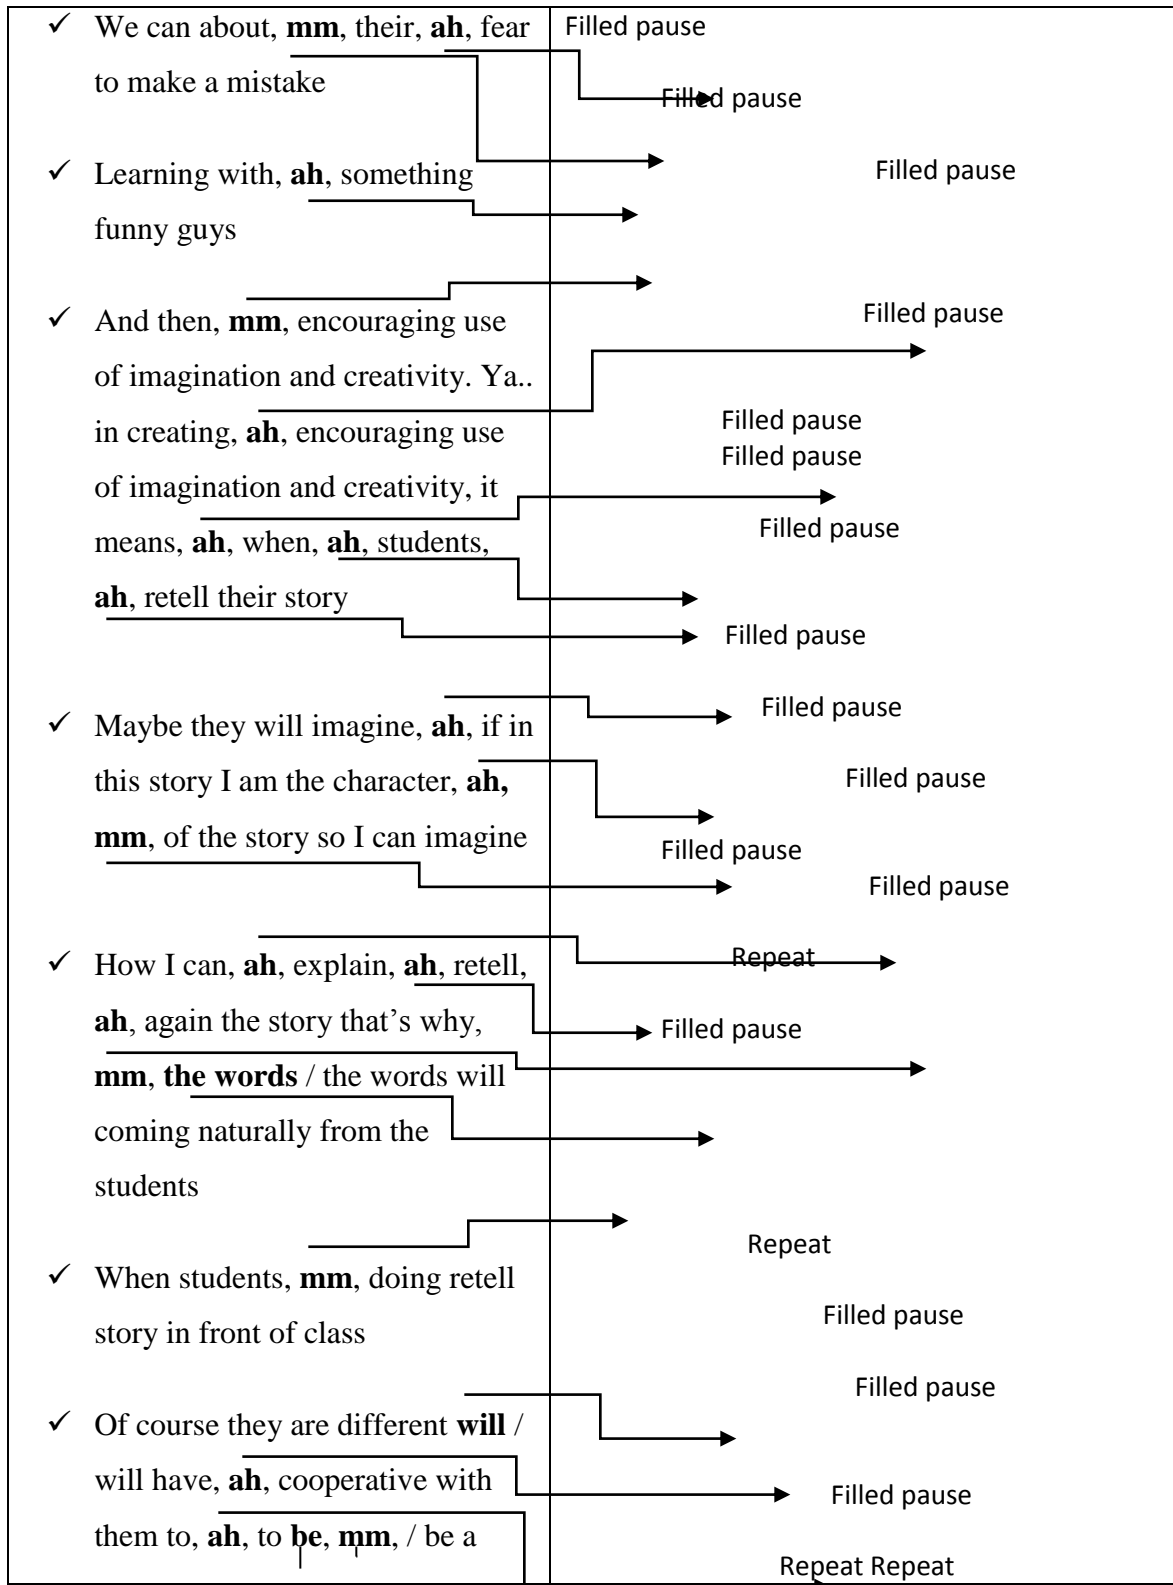 ✓ We can about, mm, their, ah, fear
to make a mistake
✓ Learning with, ah, something
funny guys
✓ And then, mm, encouraging use
of imagination and creativity. Ya..
in creating, ah, encouraging use
of imagination and creativity, it
means, ah, when, ah, students,
ah, retell their story
✓ Maybe they will imagine, ah, if in
this story I am the character, ah,
mm, of the story so I can imagine
✓ How I can, ah, explain, ah, retell,
ah, again the story that's why,
mm, the words / the words will
coming naturally from the
students
✓ When students, mm, doing retell
story in front of class
✓ Of course they are different will /
will have, ah, cooperative with
them to, ah, to be, mm, / be a
Filled pause
Filled pause
Filled pause
Filled pause
Filled pause
Filled pause
Filled pause
Filled pause
Filled pause
Filled pause
Filled pause
Filled pause
Repeat
Filled pause
Repeat
Filled pause
Filled pause
Filled pause
Repeat Repeat